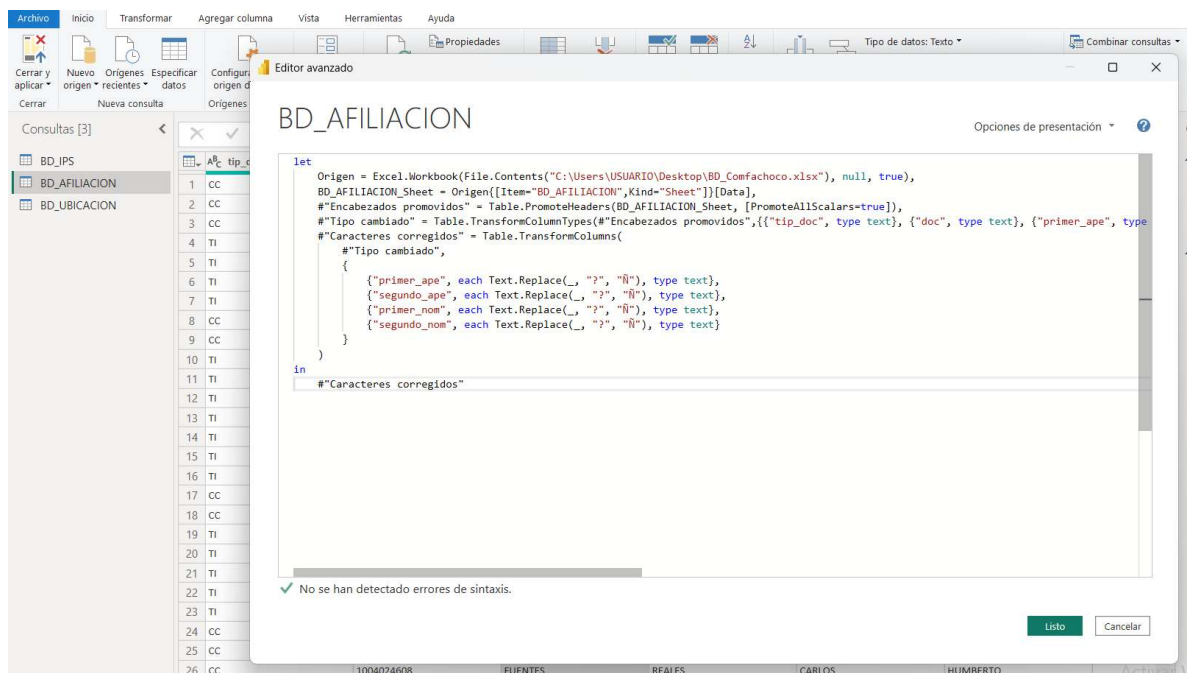 Archivo Inicio Transformar Agregar columna Vista Herramientas Ayuda
Propiedades Tipo de datos: Texto Combinar consultas
Cerrar y aplicar Nuevo origen Orígenes recientes Especificar datos
Cerrar Nueva consulta Orígenes
Editor avanzado
Consultas [3]
BD_IPS
BD_AFILIACION
BD_UBICACION
1 CC
2 CC
3 CC
4 TI
5 TI
6 TI
7 TI
8 CC
9 CC
10 TI
11 TI
12 TI
13 TI
14 TI
15 TI
16 TI
17 CC
18 CC
19 TI
20 TI
21 TI
22 TI
23 TI
24 CC
25 CC
26 CC 1004024608 FUENTES REALES CARLOS HUMBERTO
BD_AFILIACION
Opciones de presentación
let
Origen = Excel.Workbook(File.Contents("C:\Users\USUARIO\Desktop\BD_Comfachoco.xlsx"), null, true),
BD_AFILIACION_Sheet = Origen{[Item="BD_AFILIACION",Kind="Sheet"]}[Data],
#"Encabezados promovidos" = Table.PromoteHeaders(BD_AFILIACION_Sheet, [PromoteAllScalars=true]),
#"Tipo cambiado" = Table.TransformColumnTypes(#"Encabezados promovidos",{{"tip_doc", type text}, {"doc", type text}, {"primer_ape", type
#"Caracteres corregidos" = Table.TransformColumns(
#"Tipo cambiado",
{
{"primer_ape", each Text.Replace(_, "?", "Ñ"), type text},
{"segundo_ape", each Text.Replace(_, "?", "Ñ"), type text},
{"primer_nom", each Text.Replace(_, "?", "Ñ"), type text},
{"segundo_nom", each Text.Replace(_, "?", "Ñ"), type text}
}
)
in
#"Caracteres corregidos"
No se han detectado errores de sintaxis.
Listo Cancelar